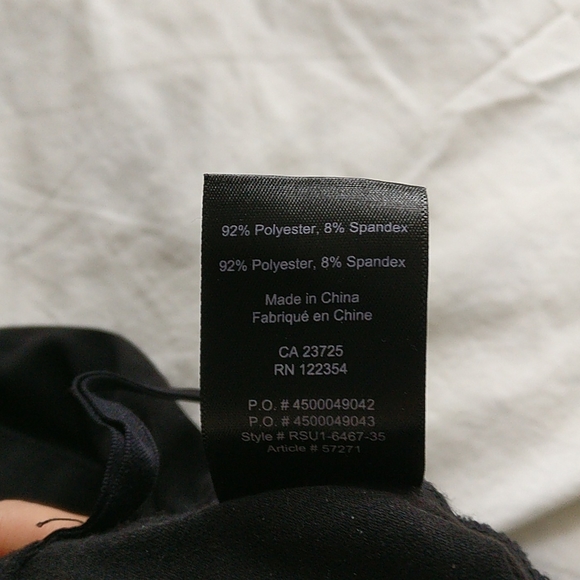 92% Polyester, 8% Spandex
92% Polyester, 8% Spandex
Made in China
Fabriqué en Chine
CA 23725
RN 122354
P.O. # 4500049042
P.O. # 4500049043
Style # RSU1-6467-35
Article # 57271